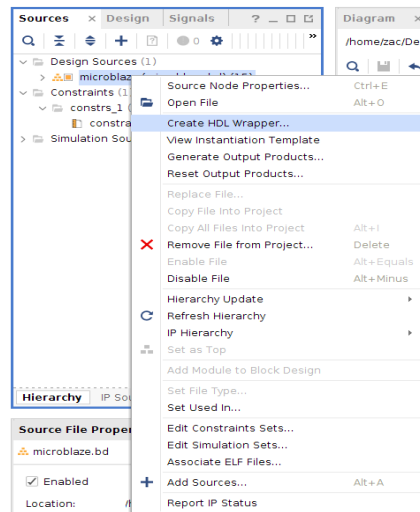 Sources × Design Signals ? _ □
Diagram ×
/home/zac/De
»
Design Sources (1)
Constraints (1
constrs_1 (
constra
Simulation Sou
Source Node Properties... Ctrl+E
Open File Alt+O
Create HDL Wrapper...
View Instantiation Template
Generate Output Products...
Reset Output Products...
Replace File...
Copy File Into Project
Copy All Files Into Project Alt+I
Remove File from Project... Delete
Enable File Alt+Equals
Disable File Alt+Minus
Hierarchy Update
Refresh Hierarchy
IP Hierarchy
Set as Top
Add Module to Block Design
Set File Type...
Set Used In...
Edit Constraints Sets...
Edit Simulation Sets...
Associate ELF Files...
Add Sources... Alt+A
Report IP Status
Hierarchy IP Sou
Source File Proper
microblaze.bd
Enabled
Location: /h